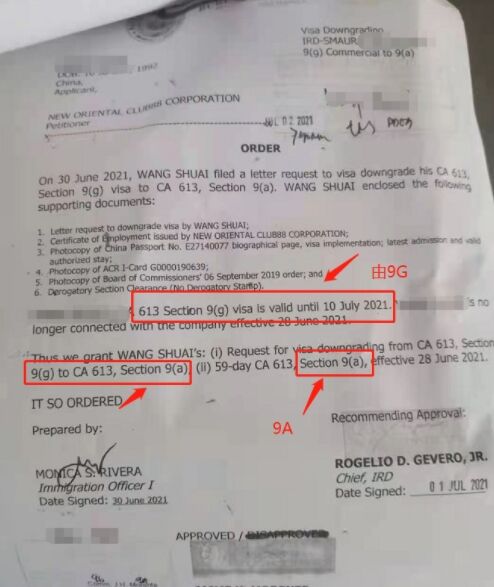 Visa Downgrading
IRD-SMAUR
9(g) Commercial to 9(a)
1992
China,
Applicant,
NEW ORIENTAL CLUB88 CORPORATION
Petitioner
JUL 02 2021
ORDER
On 30 June 2021, WANG SHUAI filed a letter request to visa downgrade his CA 613,
Section 9(g) visa to CA 613, Section 9(a). WANG SHUAI enclosed the following
supporting documents:
1. Letter request to downgrade visa by WANG SHUAI;
2. Certificate of Employment issued by NEW ORIENTAL CLUB88 CORPORATION;
3. Photocopy of China Passport No. E27140077 biographical page, visa implementation; latest admission and valid
authorized stay;
4. Photocopy of ACR I-Card G0000190639;
5. Photocopy of Board of Commissioners' 06 September 2019 order; and
6. Derogatory Section Clearance (No Derogatory Stamp).
由9G
613 Section 9(g) visa is valid until 10 July 2021. 's no
longer connected with the company effective 28 June 2021.
Thus we grant WANG SHUAI's: (i) Request for visa downgrading from CA 613, Section
9(g) to CA 613, Section 9(a), (ii) 59-day CA 613, Section 9(a), effective 28 June 2021.
9A
IT SO ORDERED
Prepared by:
Recommending Approval:
MONICA S. RIVERA
Immigration Officer I
Date Signed: 30 June 2021
ROGELIO D. GEVERO, JR.
Chief, IRD
Date Signed: 01 JUL 2021
APPROVED / DISAPPROVED